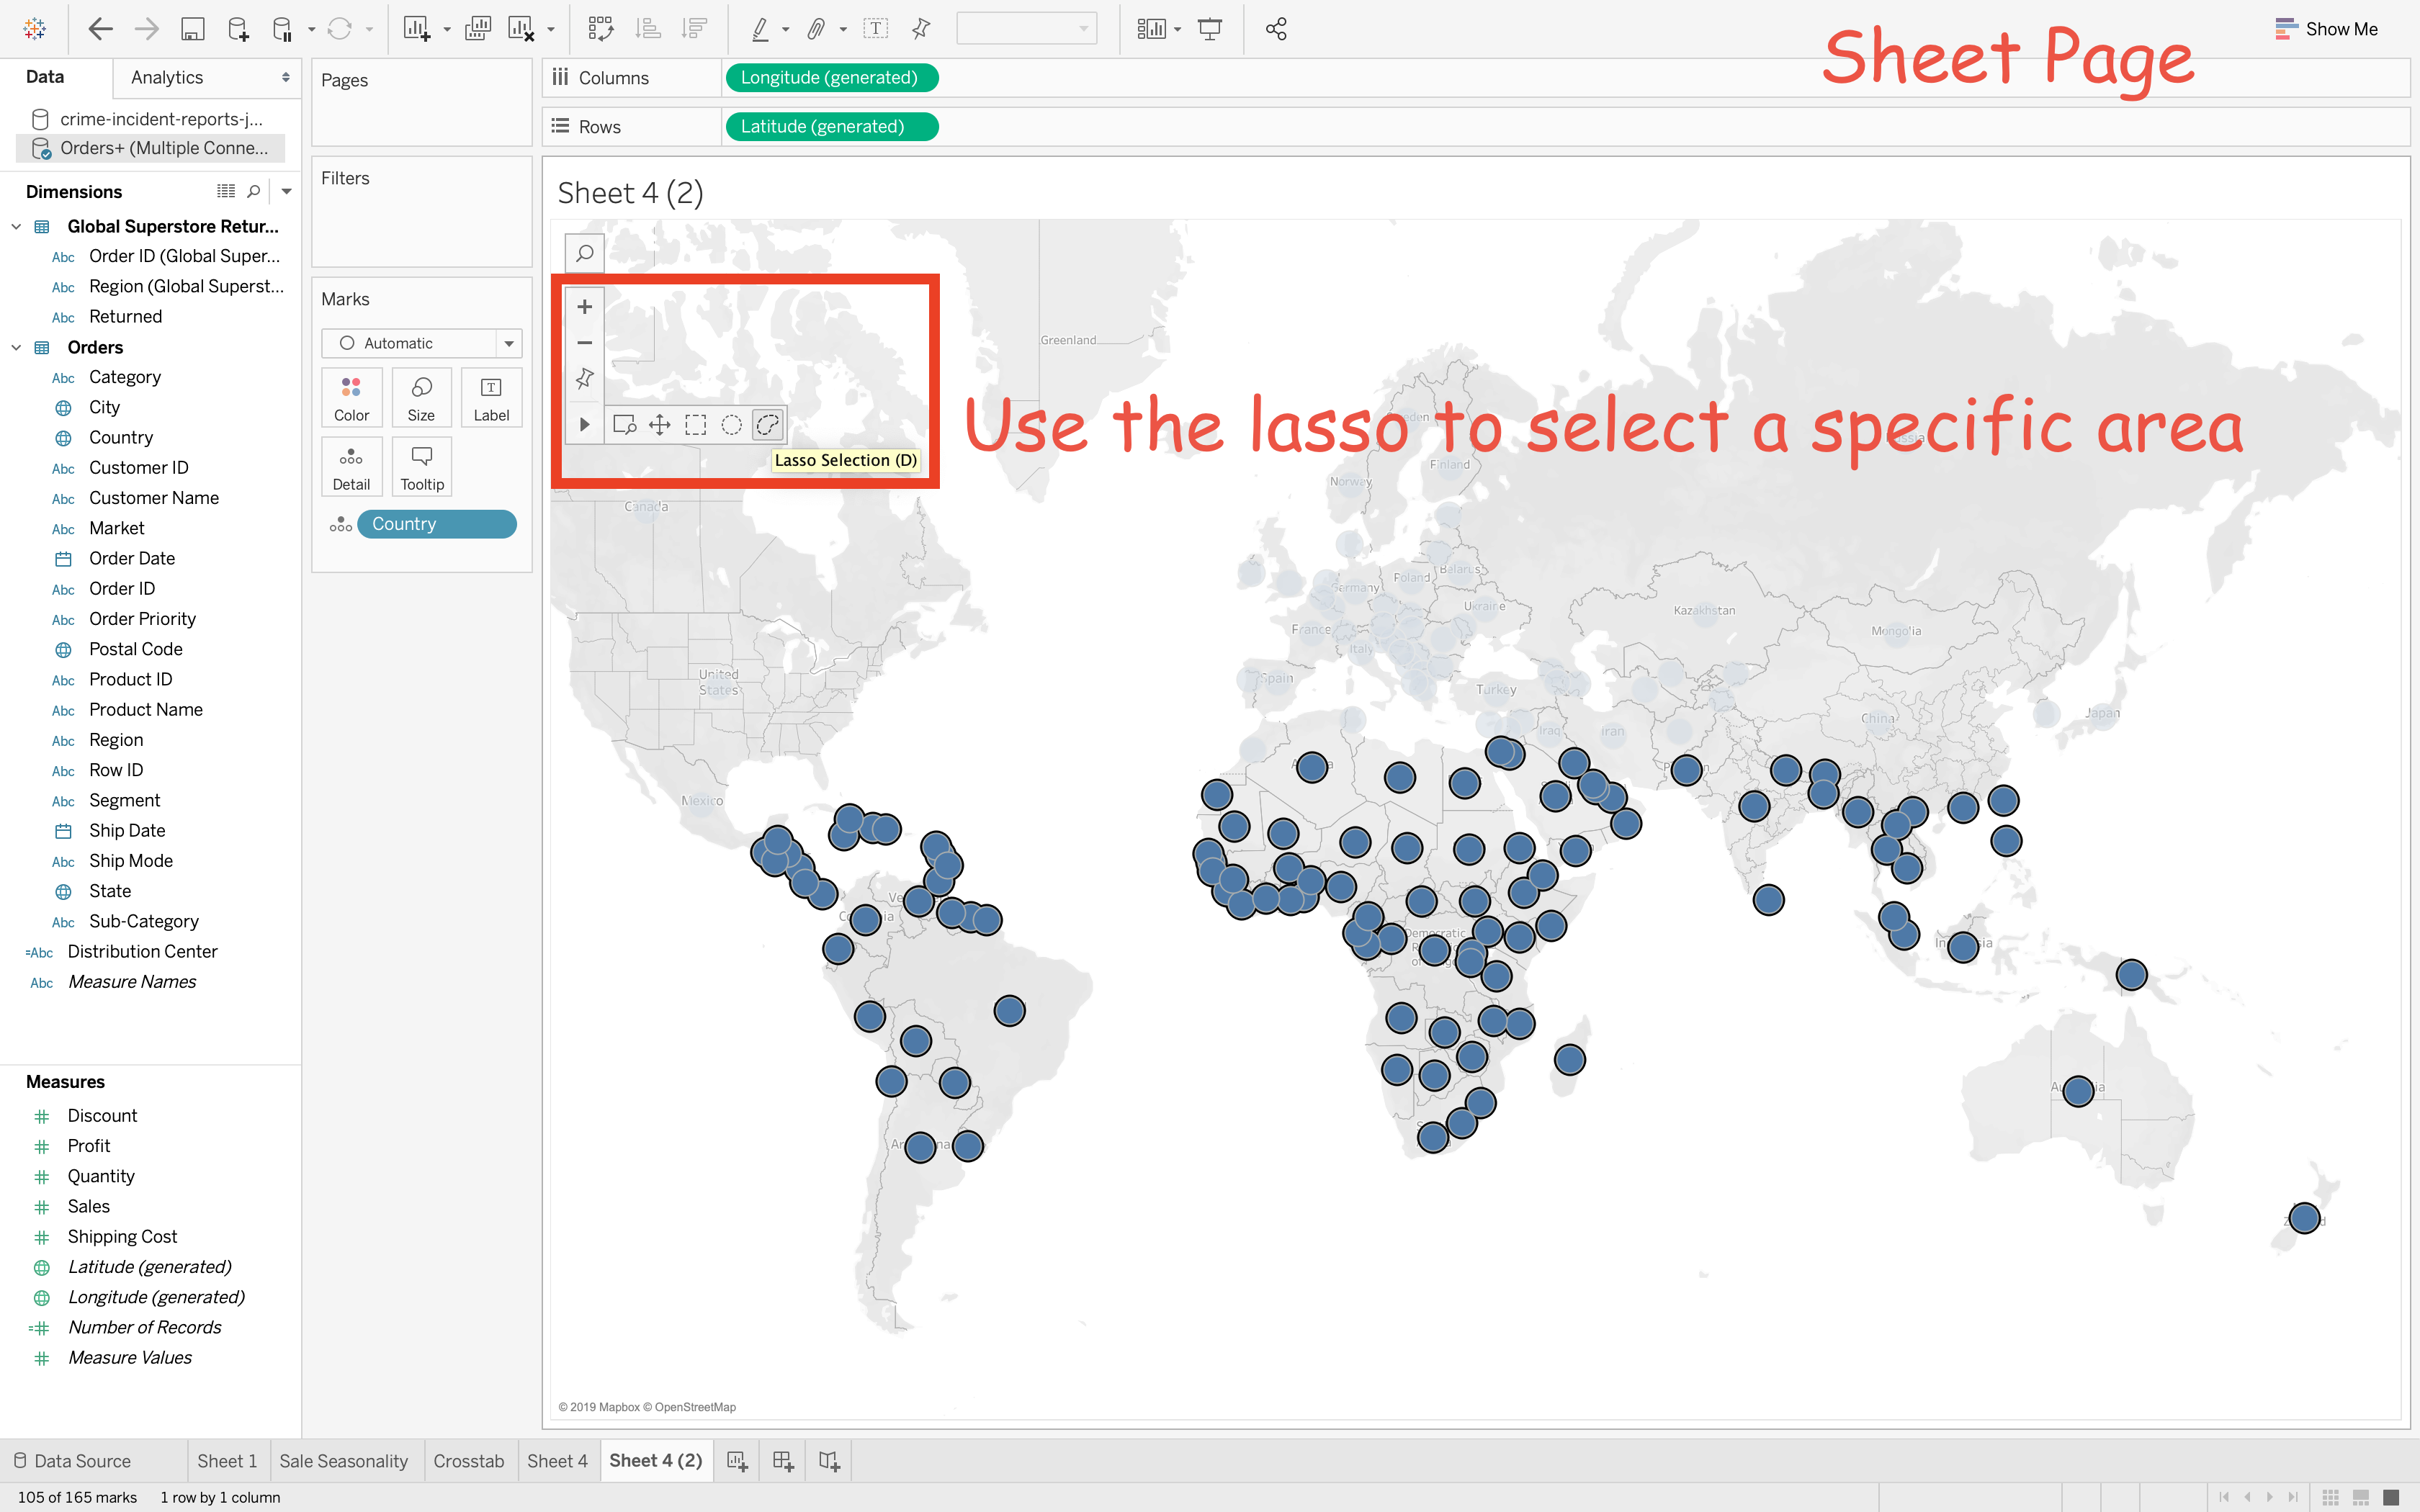 Show Me
Sheet Page
Data
Analytics
crime-incident-reports-j...
Orders+ (Multiple Conne...
Dimensions
Global Superstore Retur...
Abc Order ID (Global Super...
Abc Region (Global Superst...
Abc Returned
Orders
Abc Category
City
Country
Abc Customer ID
Abc Customer Name
Abc Market
Order Date
Abc Order ID
Abc Order Priority
Postal Code
Abc Product ID
Abc Product Name
Abc Region
Abc Row ID
Abc Segment
Ship Date
Abc Ship Mode
State
Abc Sub-Category
=Abc Distribution Center
Abc Measure Names
Measures
# Discount
# Profit
# Quantity
# Sales
# Shipping Cost
Latitude (generated)
Longitude (generated)
=# Number of Records
# Measure Values
Pages
Filters
Marks
Automatic
Color
Size
T
Label
Detail
Tooltip
Country
Columns
Longitude (generated)
Rows
Latitude (generated)
Sheet 4 (2)
Lasso Selection (D)
Use the lasso to select a specific area
Greenland
Finland
Norway
Canada
Belarus
Poland
Germany
Ukraine
Kazakhstan
France
Mongolia
Italy
United
States
Spain
Turkey
China
Japan
Iraq
Iran
Mexico
Democratic
© 2019 Mapbox © OpenStreetMap
Data Source
Sheet 1
Sale Seasonality
Crosstab
Sheet 4
Sheet 4 (2)
105 of 165 marks
1 row by 1 column